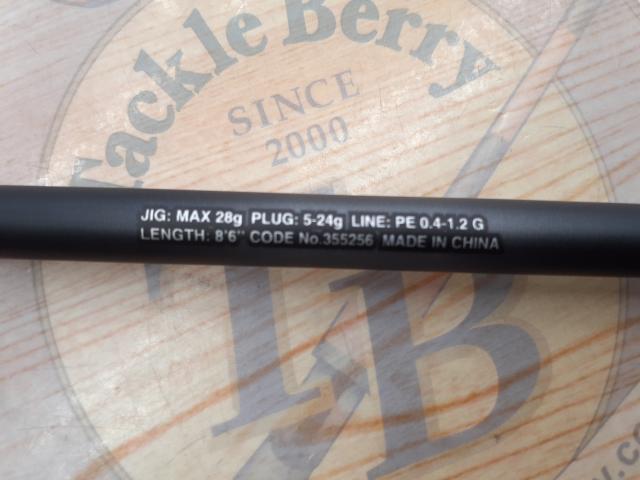 Tackle Berry
SINCE
2000
JIG: MAX 28g PLUG: 5-24g LINE: PE 0.4-1.2 G
LENGTH: 8'6" CODE No.355256 MADE IN CHINA
TB